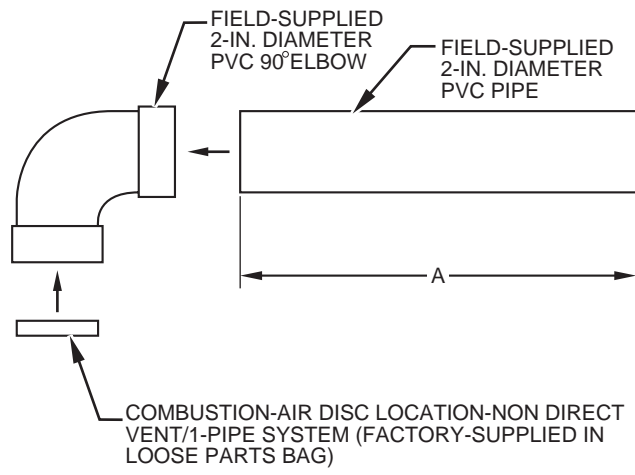 FIELD-SUPPLIED
2-IN. DIAMETER
PVC 90°ELBOW
FIELD-SUPPLIED
2-IN. DIAMETER
PVC PIPE
A
COMBUSTION-AIR DISC LOCATION-NON DIRECT
VENT/1-PIPE SYSTEM (FACTORY-SUPPLIED IN
LOOSE PARTS BAG)